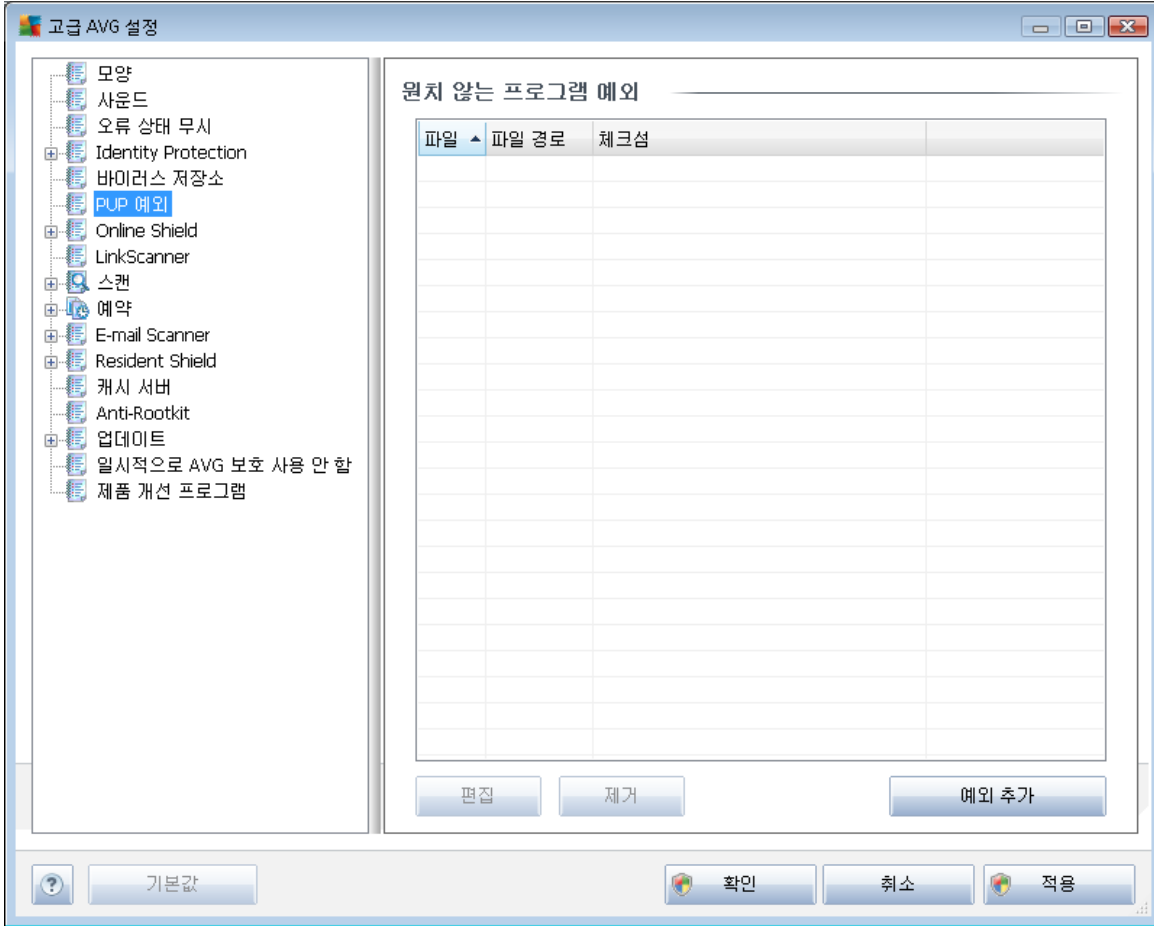 고급 AVG 설정
모양
사운드
오류 상태 무시
Identity Protection
바이러스 저장소
PUP 예외
Online Shield
LinkScanner
스캔
예약
E-mail Scanner
Resident Shield
캐시 서버
Anti-Rootkit
업데이트
일시적으로 AVG 보호 사용 안 함
제품 개선 프로그램
원치 않는 프로그램 예외
파일 파일 경로 체크섬
편집 제거 예외 추가
? 기본값 확인 취소 적용